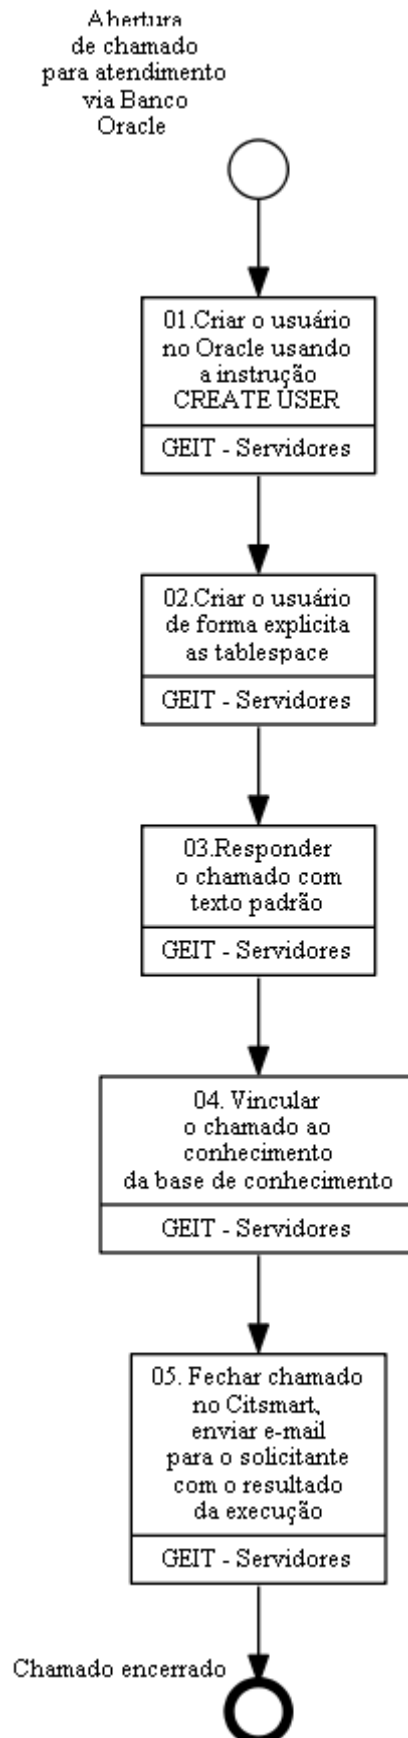 Abertura
de chamado
para atendimento
via Banco
Oracle
01.Criar o usuário
no Oracle usando
a instrução
CREATE USER
GEIT - Servidores
02.Criar o usuário
de forma explicita
as tablespace
GEIT - Servidores
03.Responder
o chamado com
texto padrão
GEIT - Servidores
04. Vincular
o chamado ao
conhecimento
da base de conhecimento
GEIT - Servidores
05. Fechar chamado
no Citsmart,
enviar e-mail
para o solicitante
com o resultado
da execução
GEIT - Servidores
Chamado encerrado